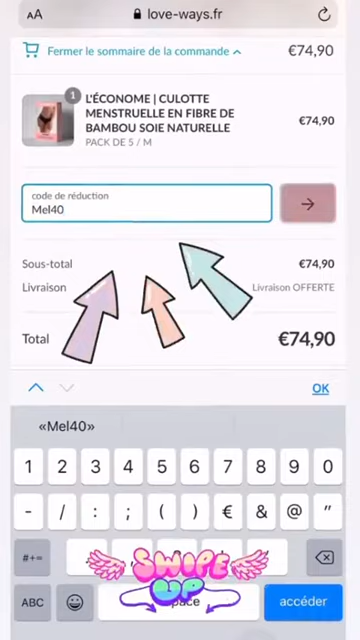 AA
love-ways.fr
Fermer le sommaire de la commande
€74,90
1
L'ÉCONOME | CULOTTE
MENSTRUELLE EN FIBRE DE
BAMBOU SOIE NATURELLE
€74,90
PACK DE 5 / M
code de réduction
Mel40
Sous-total
€74,90
Livraison
Livraison OFFERTE
Total
€74,90
OK
«Mel40»
1 2 3 4 5 6 7 8 9 0
- / : ; ( ) € & @ "
#+=
SWIPE
UP
ABC
accéder